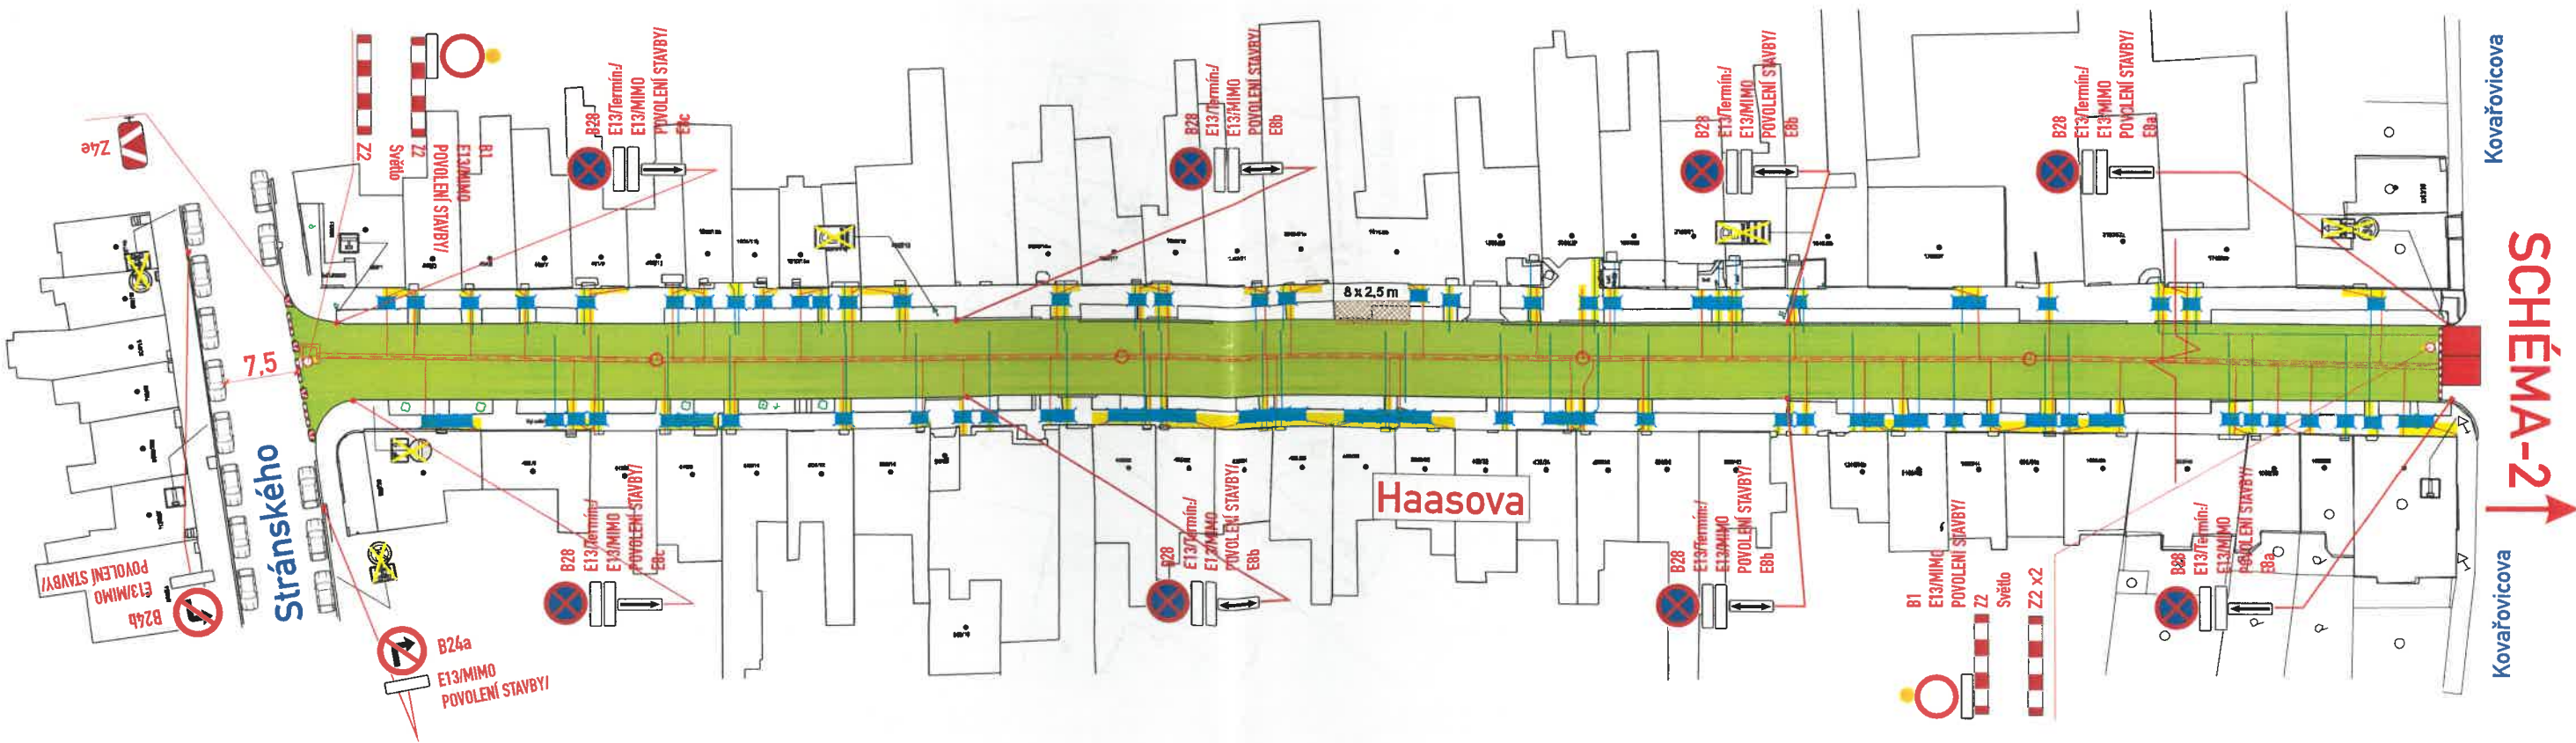 Z4e
Z2
Světlo
Z2
POVOLENÍ STAVBY/
E13/MIMO
B1
B28
E13/Termín:/
E13/MIMO
POVOLENÍ STAVBY/
E8c
B28
E13/Termín:/
E13/MIMO
POVOLENÍ STAVBY/
E8b
B28
E13/Termín:/
E13/MIMO
POVOLENÍ STAVBY/
E8b
B28
E13/Termín:/
E13/MIMO
POVOLENÍ STAVBY/
E8a
Kovařovicova
SCHÉMA-2
8 x 2,5 m
7,5
Stránského
Haasova
B24b
E13/MIMO
POVOLENÍ STAVBY/
B24a
E13/MIMO
POVOLENÍ STAVBY/
B28
E13/Termín:/
E13/MIMO
POVOLENÍ STAVBY/
E8c
B28
E13/Termín:/
E13/MIMO
POVOLENÍ STAVBY/
E8b
B28
E13/Termín:/
E13/MIMO
POVOLENÍ STAVBY/
E8b
B1
E13/MIMO
POVOLENÍ STAVBY/
Z2
Světlo
Z2 x2
B28
E13/Termín:/
E13/MIMO
POVOLENÍ STAVBY/
E8a
Kovařovicova